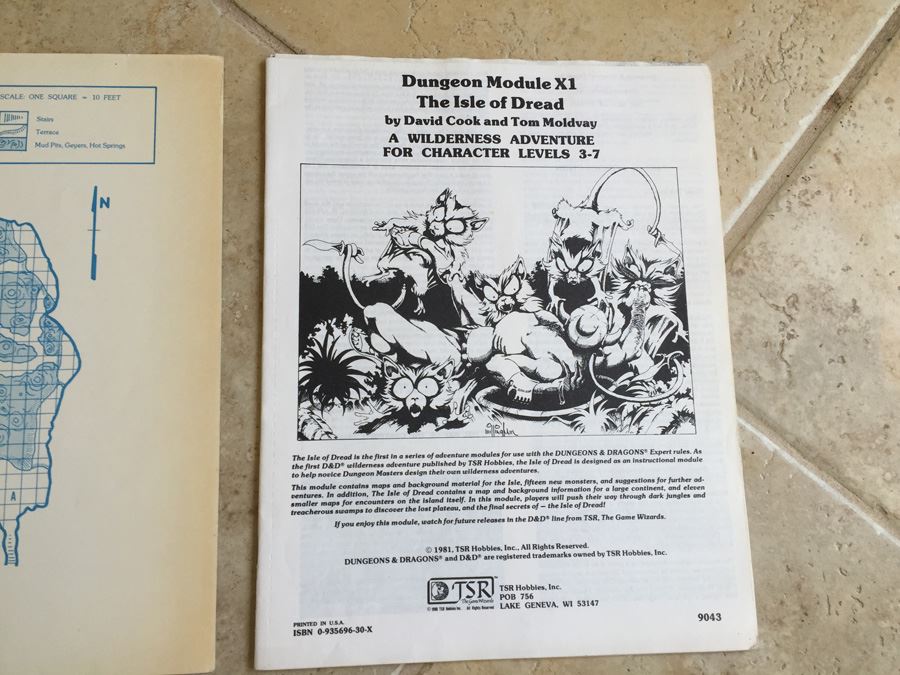 SCALE: ONE SQUARE = 10 FEET
Stairs
Terrace
Mud Pits, Geyers, Hot Springs
N
A
Dungeon Module X1
The Isle of Dread
by David Cook and Tom Moldvay
A WILDERNESS ADVENTURE
FOR CHARACTER LEVELS 3-7
The Isle of Dread is the first in a series of adventure modules for use with the DUNGEONS & DRAGONS® Expert rules. As
the first D&D® wilderness adventure published by TSR Hobbies, the Isle of Dread is designed as an instructional module
to help novice Dungeon Masters design their own wilderness adventures.
This module contains maps and background material for the Isle, fifteen new monsters, and suggestions for further ad-
ventures. In addition, The Isle of Dread contains a map and background information for a large continent, and eleven
smaller maps for encounters on the island itself. In this module, players will push their way through dark jungles and
treacherous swamps to discover the lost plateau, and the final secrets of — the Isle of Dread!
If you enjoy this module, watch for future releases in the D&D® line from TSR, The Game Wizards.
© 1981, TSR Hobbies, Inc., All Rights Reserved.
DUNGEONS & DRAGONS® and D&D® are registered trademarks owned by TSR Hobbies, Inc.
TSR
The Game Wizards
TSR Hobbies, Inc.
POB 756
LAKE GENEVA, WI 53147
PRINTED IN U.S.A.
ISBN 0-935696-30-X
9043